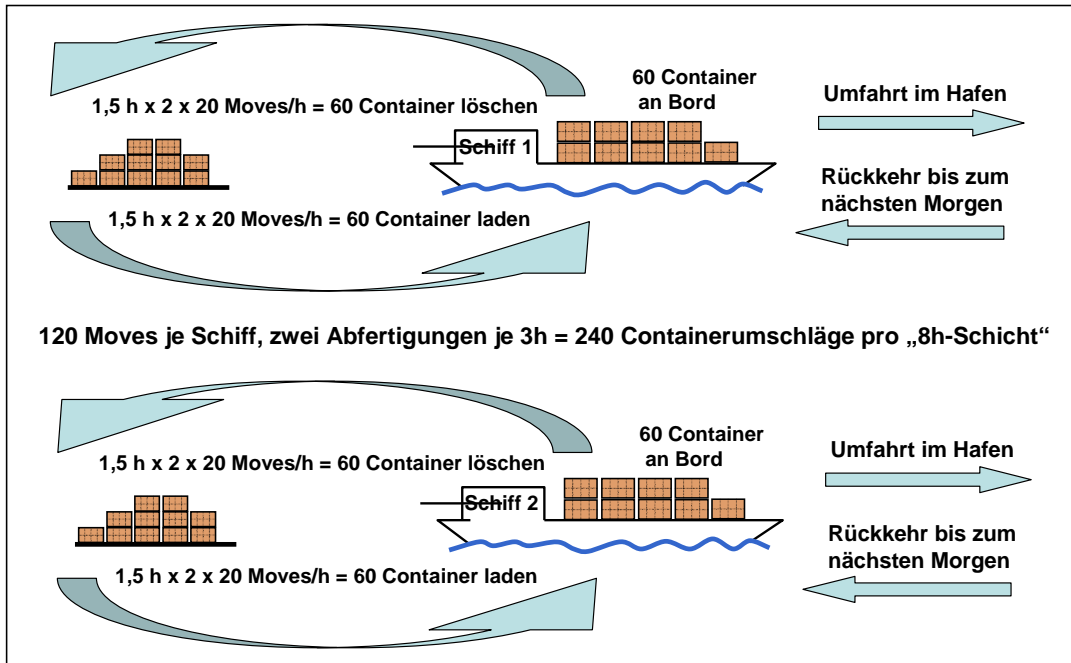 60 Container
an Bord
Umfahrt im Hafen
1,5 h x 2 x 20 Moves/h = 60 Container löschen
Schiff 1
Rückkehr bis zum
nächsten Morgen
1,5 h x 2 x 20 Moves/h = 60 Container laden
120 Moves je Schiff, zwei Abfertigungen je 3h = 240 Containerumschläge pro „8h-Schicht“
60 Container
an Bord
Umfahrt im Hafen
1,5 h x 2 x 20 Moves/h = 60 Container löschen
Schiff 2
Rückkehr bis zum
nächsten Morgen
1,5 h x 2 x 20 Moves/h = 60 Container laden